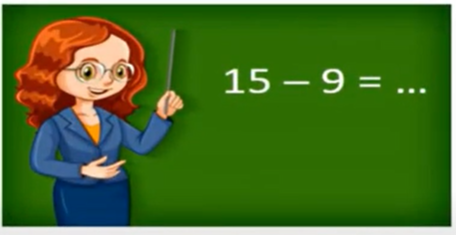 15 – 9 = ...